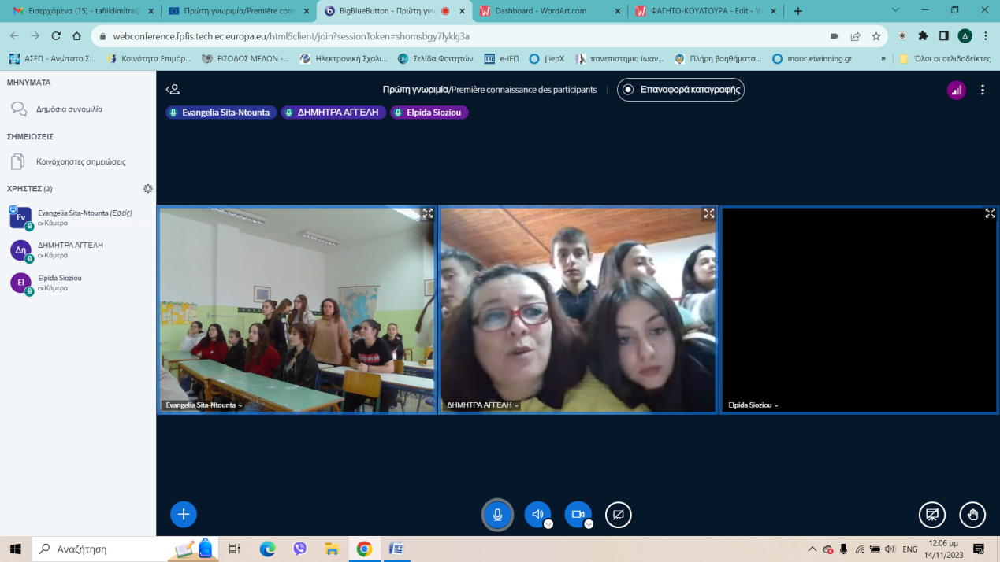 Εισερχόμενα (15) - tafilidimitra@
Πρώτη γνωριμία/Première conn
BigBlueButton - Πρώτη γνω
Dashboard - WordArt.com
ΦΑΓΗΤΟ-ΚΟΥΛΤΟΥΡΑ - Edit - W
webconference.fpfis.tech.ec.europa.eu/html5client/join?sessionToken=shomsbgy7lykkj3a
Δ
ΑΣΕΠ - Ανώτατο Σ...
Κοινότητα Επιμόρ...
ΕΙΣΟΔΟΣ ΜΕΛΩΝ -...
Ηλεκτρονική Σχολι...
Σελίδα Φοιτητών
e-ΙΕΠ
| iepX
πανεπιστημιο Ιωαν...
Πλήρη βοηθήματα...
mooc.etwinning.gr
»
Όλοι οι σελιδοδείκτες
ΜΗΝΥΜΑΤΑ
Δημόσια συνομιλία
ΣΗΜΕΙΩΣΕΙΣ
Κοινόχρηστες σημειώσεις
ΧΡΗΣΤΕΣ (3)
Ev
Evangelia Sita-Ntounta (Εσείς)
Κάμερα
Δη
ΔΗΜΗΤΡΑ ΑΓΓΕΛΗ
Κάμερα
El
Elpida Sioziou
Κάμερα
Πρώτη γνωριμία/Première connaissance des participants
Επαναφορά καταγραφής
Evangelia Sita-Ntounta
ΔΗΜΗΤΡΑ ΑΓΓΕΛΗ
Elpida Sioziou
Evangelia Sita-Ntounta
ΔΗΜΗΤΡΑ ΑΓΓΕΛΗ
Elpida Sioziou
Αναζήτηση
ENG
12:06 μμ
14/11/2023